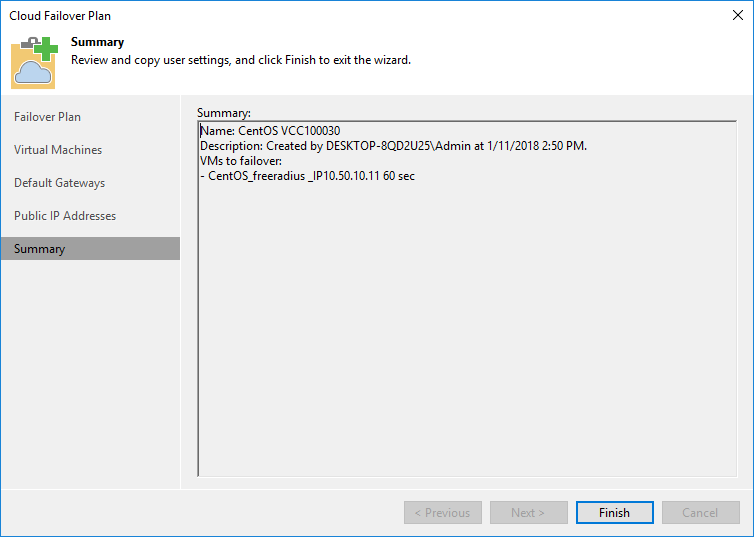 Cloud Failover Plan
Summary
Review and copy user settings, and click Finish to exit the wizard.
Failover Plan
Virtual Machines
Default Gateways
Public IP Addresses
Summary
Summary:
Name: CentOS VCC100030
Description: Created by DESKTOP-8QD2U25\Admin at 1/11/2018 2:50 PM.
VMs to failover:
- CentOS_freeradius _IP10.50.10.11 60 sec
< Previous
Next >
Finish
Cancel